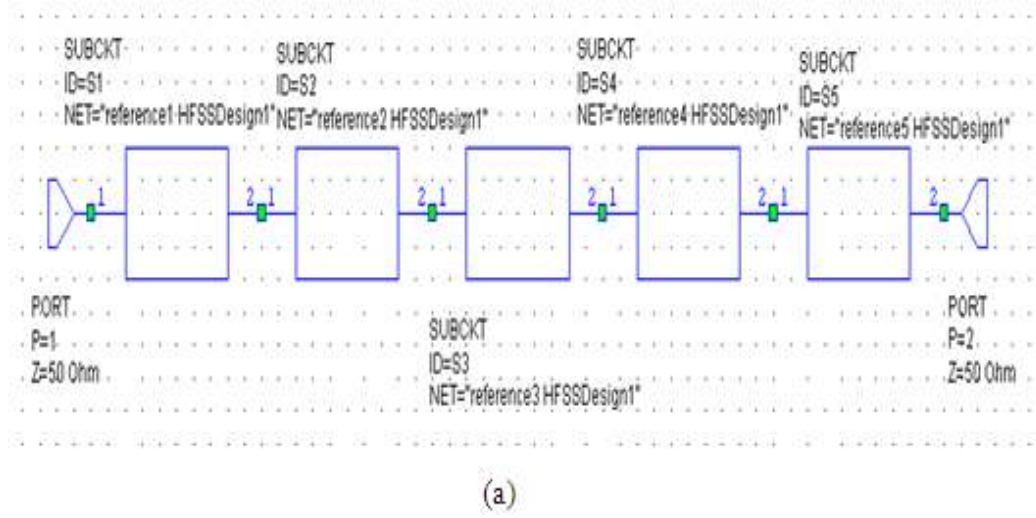 SUBCKT
ID=S1
NET="reference1 HFSSDesign1"
SUBCKT
ID=S2
NET="reference2 HFSSDesign1"
SUBCKT
ID=S4
NET="reference4 HFSSDesign1"
SUBCKT
ID=S5
NET="reference5 HFSSDesign1"
1
2 1
2 1
2 1
2 1
2
PORT
P=1
Z=50 Ohm
SUBCKT
ID=S3
NET="reference3 HFSSDesign1"
PORT
P=2
Z=50 Ohm
(a)